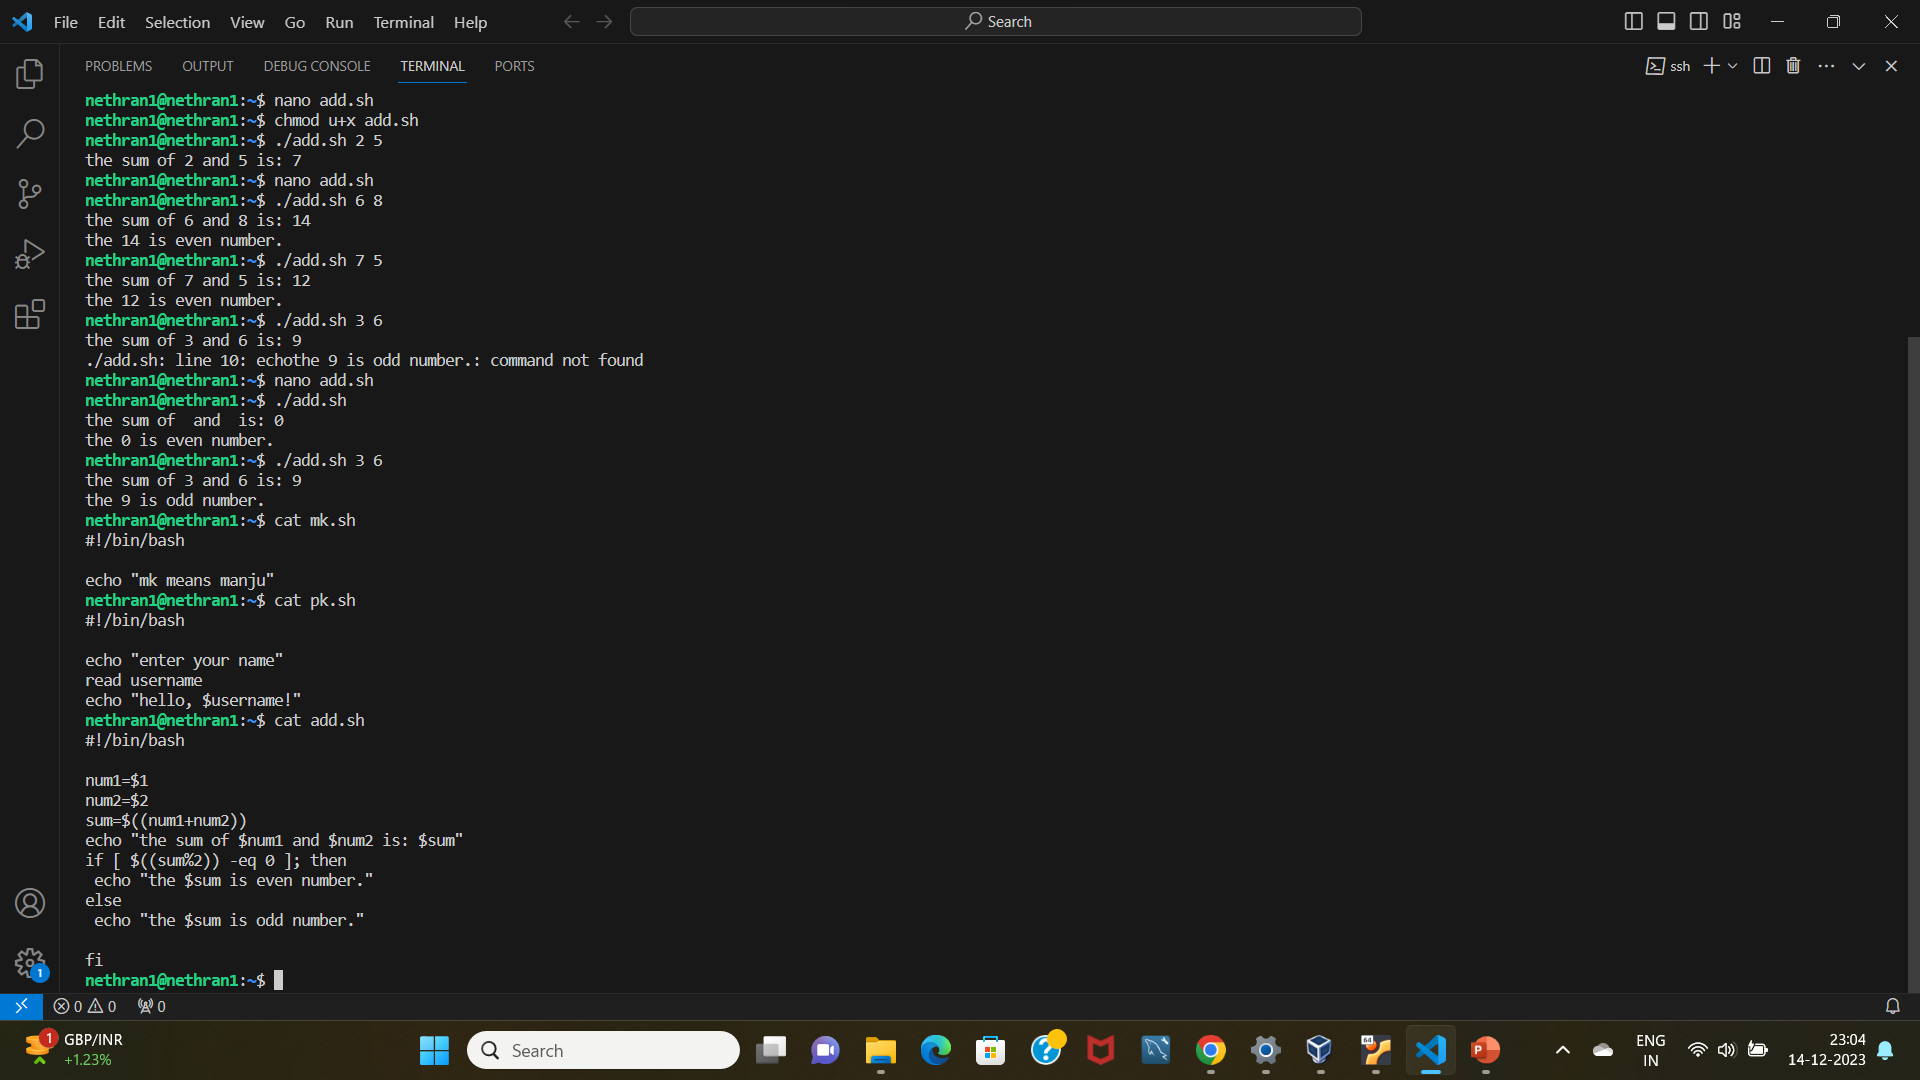 File Edit Selection View Go Run Terminal Help
Search
PROBLEMS OUTPUT DEBUG CONSOLE TERMINAL PORTS
ssh
nethran1@nethran1:~$ nano add.sh
nethran1@nethran1:~$ chmod u+x add.sh
nethran1@nethran1:~$ ./add.sh 2 5
the sum of 2 and 5 is: 7
nethran1@nethran1:~$ nano add.sh
nethran1@nethran1:~$ ./add.sh 6 8
the sum of 6 and 8 is: 14
the 14 is even number.
nethran1@nethran1:~$ ./add.sh 7 5
the sum of 7 and 5 is: 12
the 12 is even number.
nethran1@nethran1:~$ ./add.sh 3 6
the sum of 3 and 6 is: 9
./add.sh: line 10: echothe 9 is odd number.: command not found
nethran1@nethran1:~$ nano add.sh
nethran1@nethran1:~$ ./add.sh
the sum of  and  is: 0
the 0 is even number.
nethran1@nethran1:~$ ./add.sh 3 6
the sum of 3 and 6 is: 9
the 9 is odd number.
nethran1@nethran1:~$ cat mk.sh
#!/bin/bash

echo "mk means manju"
nethran1@nethran1:~$ cat pk.sh
#!/bin/bash

echo "enter your name"
read username
echo "hello, $username!"
nethran1@nethran1:~$ cat add.sh
#!/bin/bash

num1=$1
num2=$2
sum=$((num1+num2))
echo "the sum of $num1 and $num2 is: $sum"
if [ $((sum%2)) -eq 0 ]; then
 echo "the $sum is even number."
else
 echo "the $sum is odd number."

fi
nethran1@nethran1:~$
1
0 0 0
1 GBP/INR
+1.23%
Search
64
ENG
IN
23:04
14-12-2023